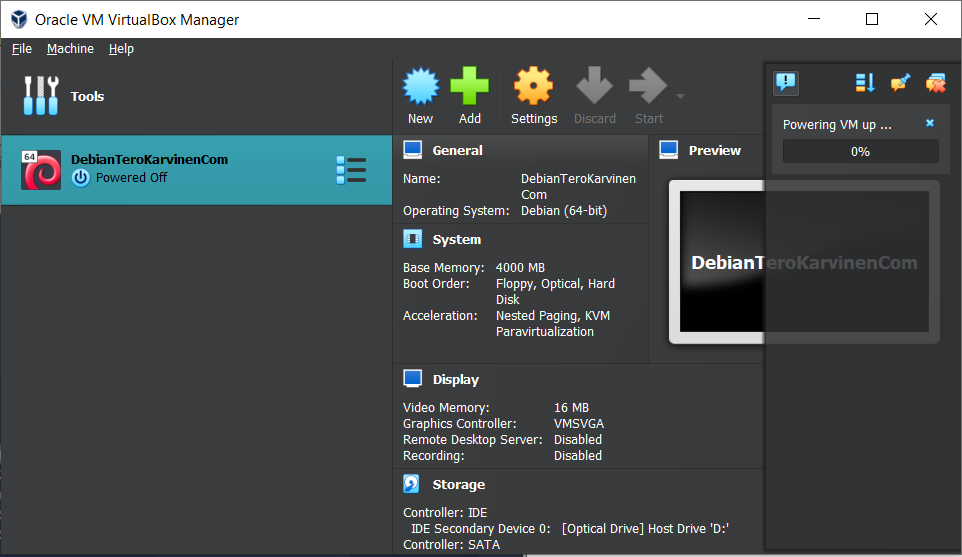 Oracle VM VirtualBox Manager
File Machine Help
Tools
New Add Settings Discard Start
64
DebianTeroKarvinenCom
Powered Off
General
Name: DebianTeroKarvinen
Com
Operating System: Debian (64-bit)
System
Base Memory: 4000 MB
Boot Order: Floppy, Optical, Hard
Disk
Acceleration: Nested Paging, KVM
Paravirtualization
Display
Video Memory: 16 MB
Graphics Controller: VMSVGA
Remote Desktop Server: Disabled
Recording: Disabled
Storage
Controller: IDE
IDE Secondary Device 0: [Optical Drive] Host Drive 'D:'
Controller: SATA
Preview
DebianTeroKarvinenCom
Powering VM up ...
0%